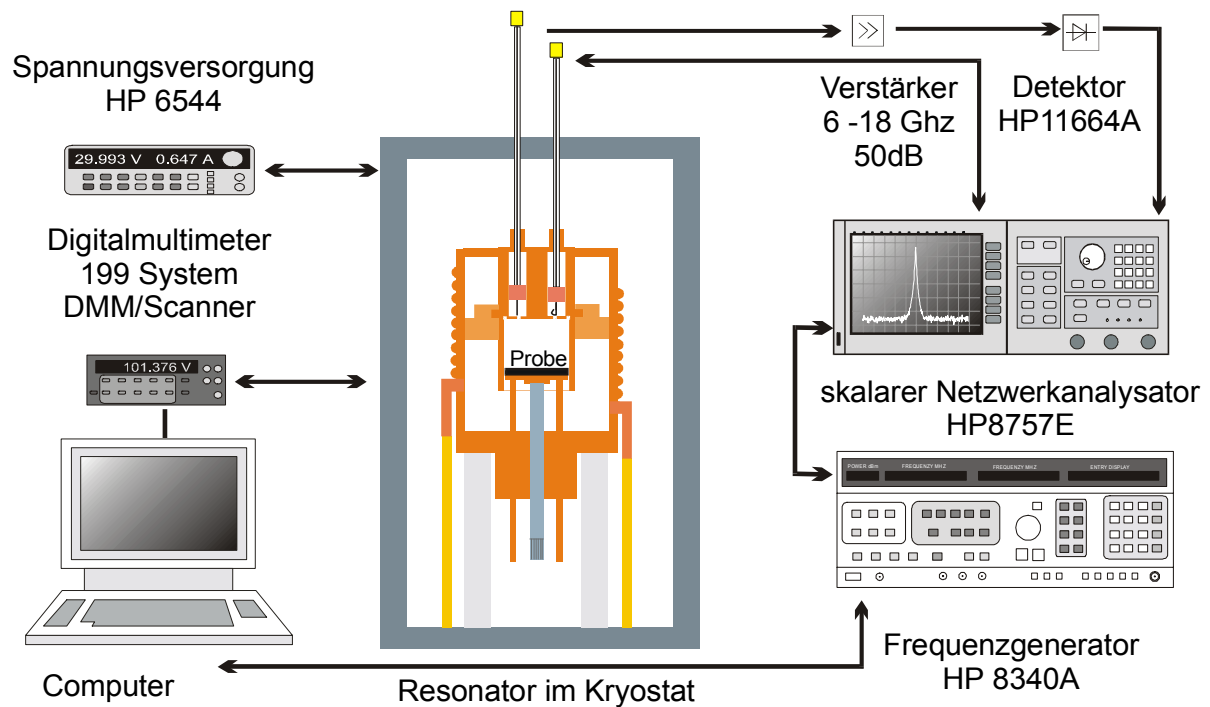 Spannungsversorgung
HP 6544
29.993 V 0.647 A
Digitalmultimeter
199 System
DMM/Scanner
101.376 V
Computer
Probe
Resonator im Kryostat
>>
Verstärker
6 -18 Ghz
50dB
Detektor
HP11664A
skalarer Netzwerkanalysator
HP8757E
POWER dBm FREQUENZY MHZ FREQUENZY MHZ ENTRY DISPLAY
Frequenzgenerator
HP 8340A